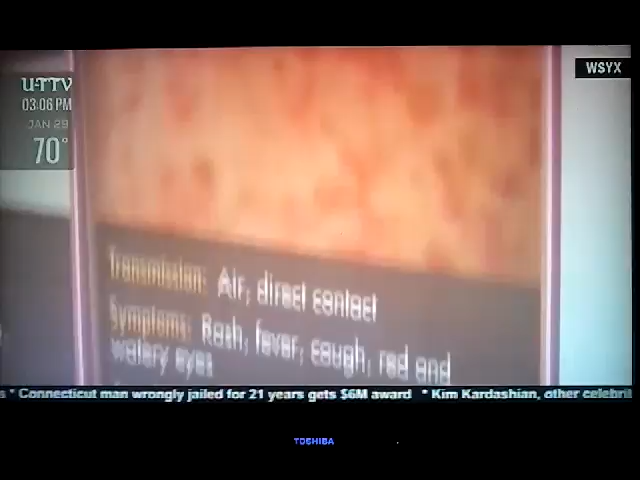 U-TTV
03:06 PM
JAN 29
70°
WSYX
Transmission: Air, direct contact
Symptoms: Rash, fever, cough, red and
watery eyes
s * Connecticut man wrongly jailed for 21 years gets $6M award * Kim Kardashian, other celebrit
TOSHIBA